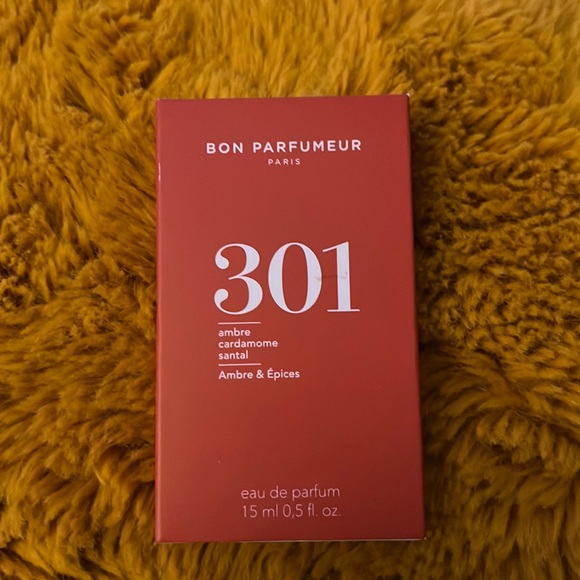 BON PARFUMEUR
PARIS
301
ambre
cardamome
santal
Ambre & Épices
eau de parfum
15 ml 0,5 fl. oz.